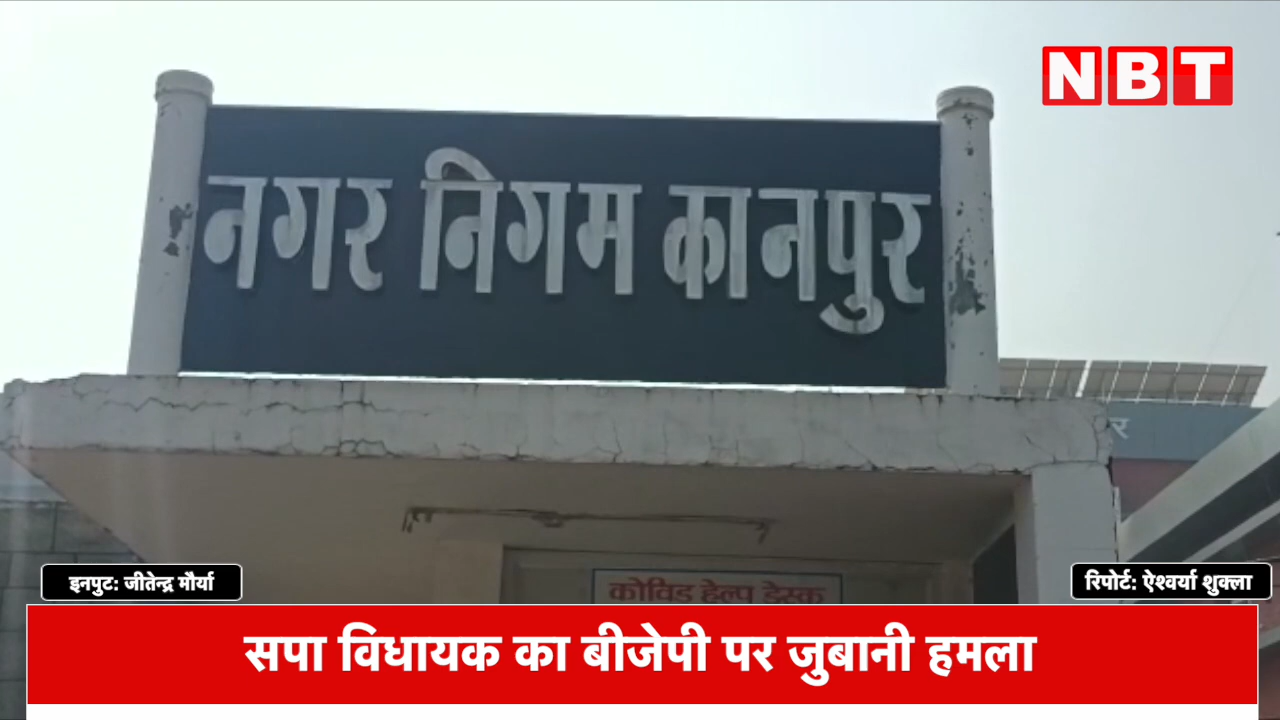 NBT
नगर निगम कानपुर
र
कोविड हेल्प डेस्क
इनपुट: जीतेन्द्र मौर्या
रिपोर्ट: ऐश्वर्या शुक्ला
सपा विधायक का बीजेपी पर जुबानी हमला